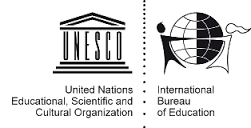 UNESCO
United Nations
Educational, Scientific and
Cultural Organization
International
Bureau
of Education